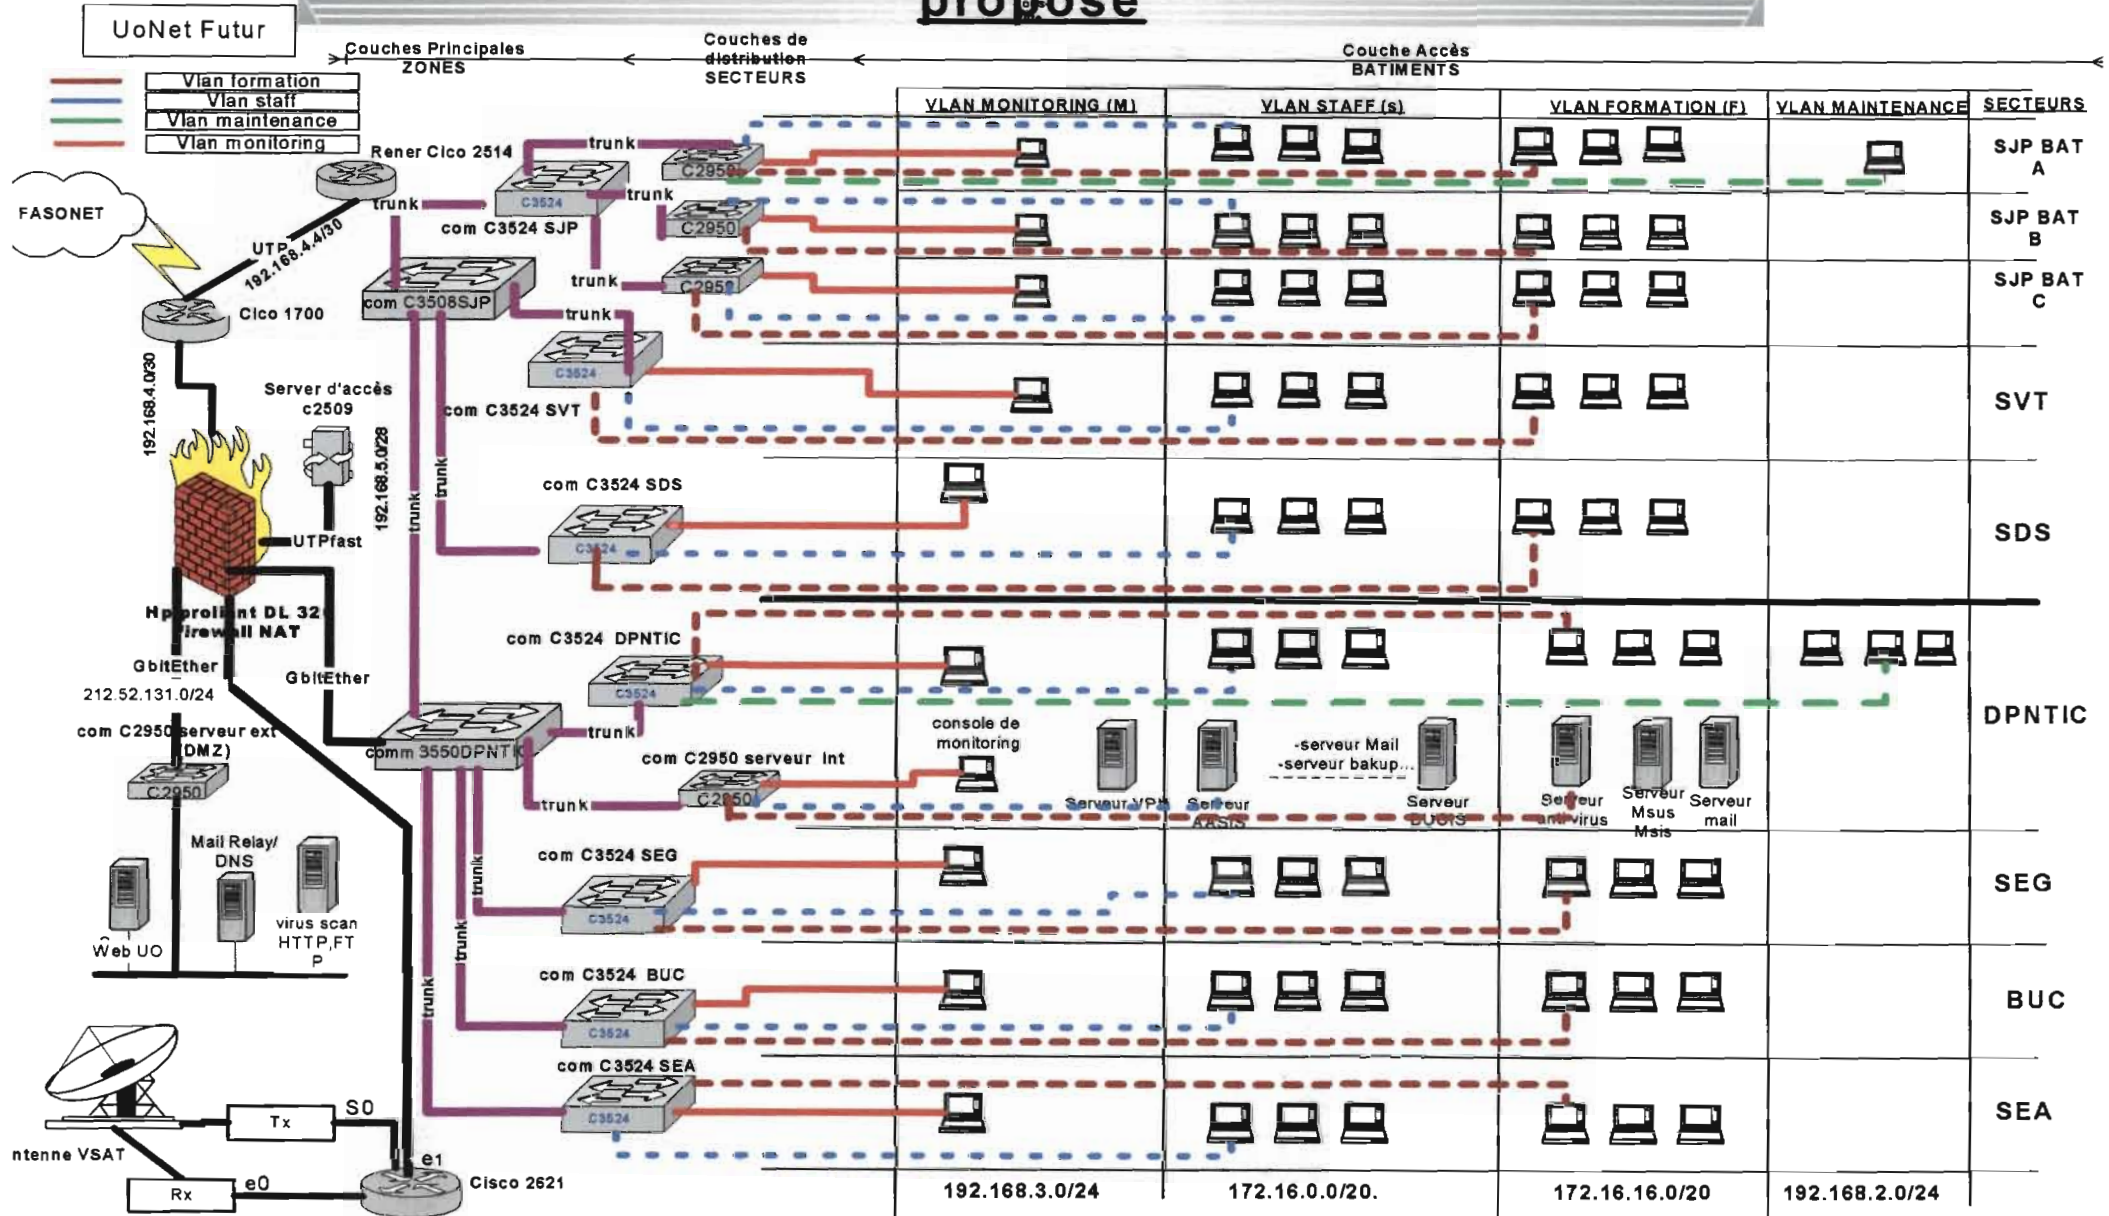 propose
UoNet Futur
Couches Principales
ZONES
Couches de
distribution
SECTEURS
Couche Accès
BATIMENTS
Vlan formation
Vlan staff
Vlan maintenance
Vlan monitoring
VLAN MONITORING (M)
VLAN STAFF (s)
VLAN FORMATION (F)
VLAN MAINTENANCE
SECTEURS
Rener Cico 2514
trunk
C2950
SJP BAT
A
FASONET
trunk
C3524
trunk
com C3524 SJP
C2950
SJP BAT
B
UTP
192.168.4.4/30
trunk
C2950
SJP BAT
C
com C3508SJP
Cico 1700
trunk
192.168.4.0/30
Server d'accès
c2509
C3524
com C3524 SVT
SVT
192.168.5.0/28
trunk
trunk
com C3524 SDS
C3524
SDS
UTPfast
Hp proliant DL 32
Firewall NAT
GbitEther
GbitEther
212.52.131.0/24
com C3524 DPNTIC
C3524
DPNTIC
com C2950 serveur ext
(DMZ)
C2950
comm 3550DPNTIC
trunk
console de
monitoring
-serveur Mail
-serveur bakup...
com C2950 serveur Int
C2950
trunk
Serveur VPN
Serveur
AASIS
Serveur
Serveur
anti virus
Serveur
Msus
Msis
Serveur
mail
Mail Relay/
DNS
Web UO
virus scan
HTTP,FT
P
com C3524 SEG
trunk
C3524
SEG
com C3524 BUC
trunk
C3524
BUC
com C3524 SEA
trunk
C3524
SEA
Tx
S0
ntenne VSAT
Rx
e0
e1
Cisco 2621
192.168.3.0/24
172.16.0.0/20.
172.16.16.0/20
192.168.2.0/24